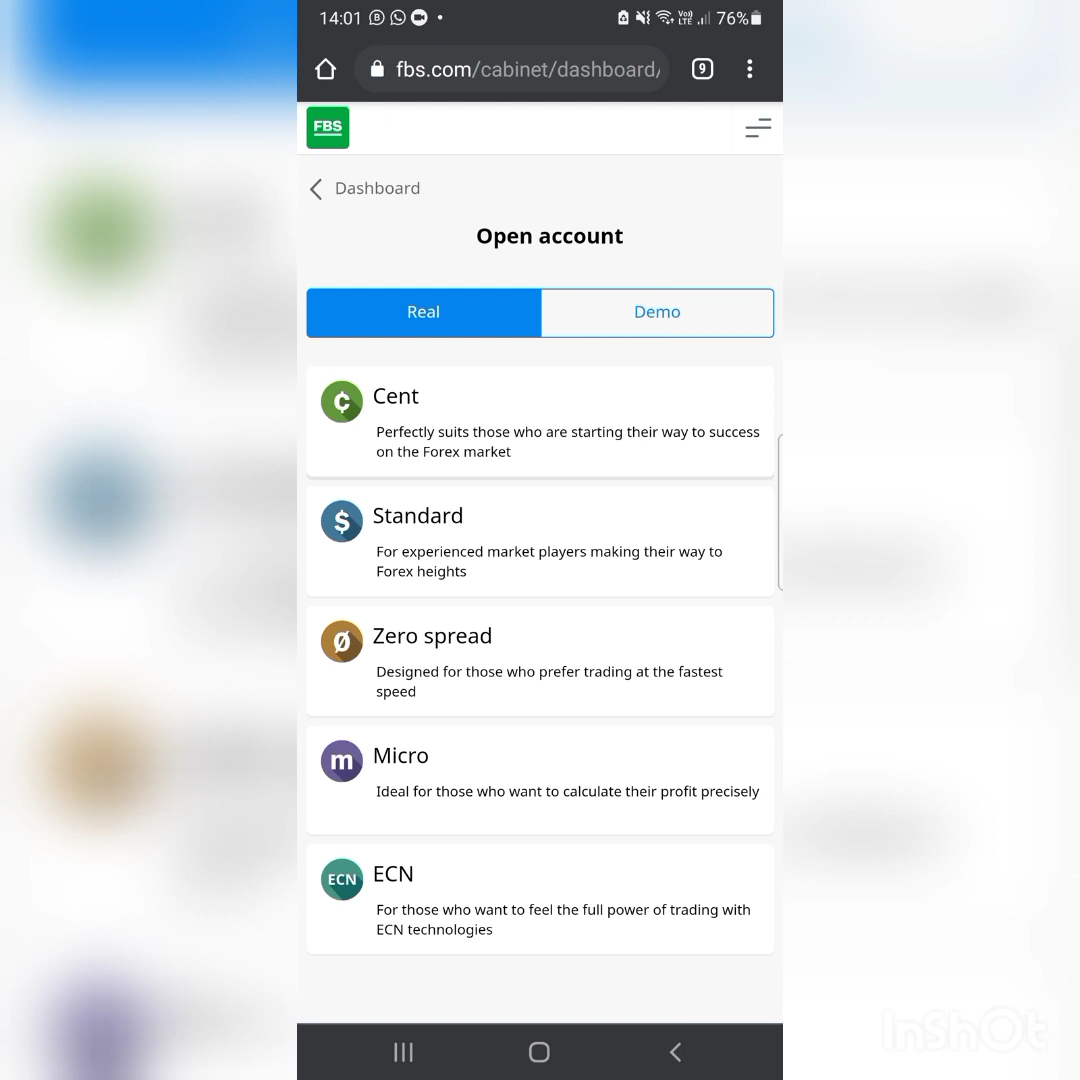 14:01 76%
Vo))
LTE
fbs.com/cabinet/dashboard/
9
FBS
Dashboard
Open account
Real Demo
¢ Cent
Perfectly suits those who are starting their way to success
on the Forex market
$ Standard
For experienced market players making their way to
Forex heights
Zero spread
Designed for those who prefer trading at the fastest
speed
m Micro
Ideal for those who want to calculate their profit precisely
ECN ECN
For those who want to feel the full power of trading with
ECN technologies
InShOt